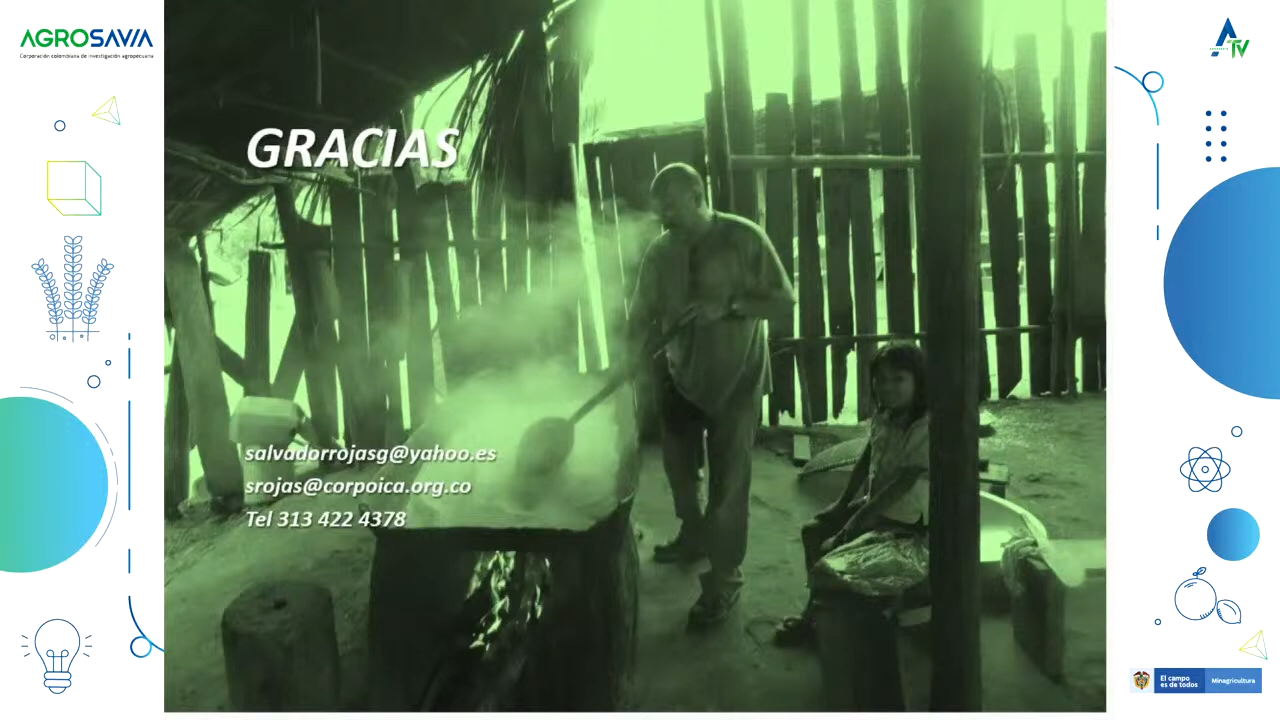 AGROSAVIA
Corporación colombiana de investigación agropecuaria
TV
GRACIAS
salvadorrojasg@yahoo.es
srojas@corpoica.org.co
Tel 313 422 4378
El campo
es de todos
Minagricultura